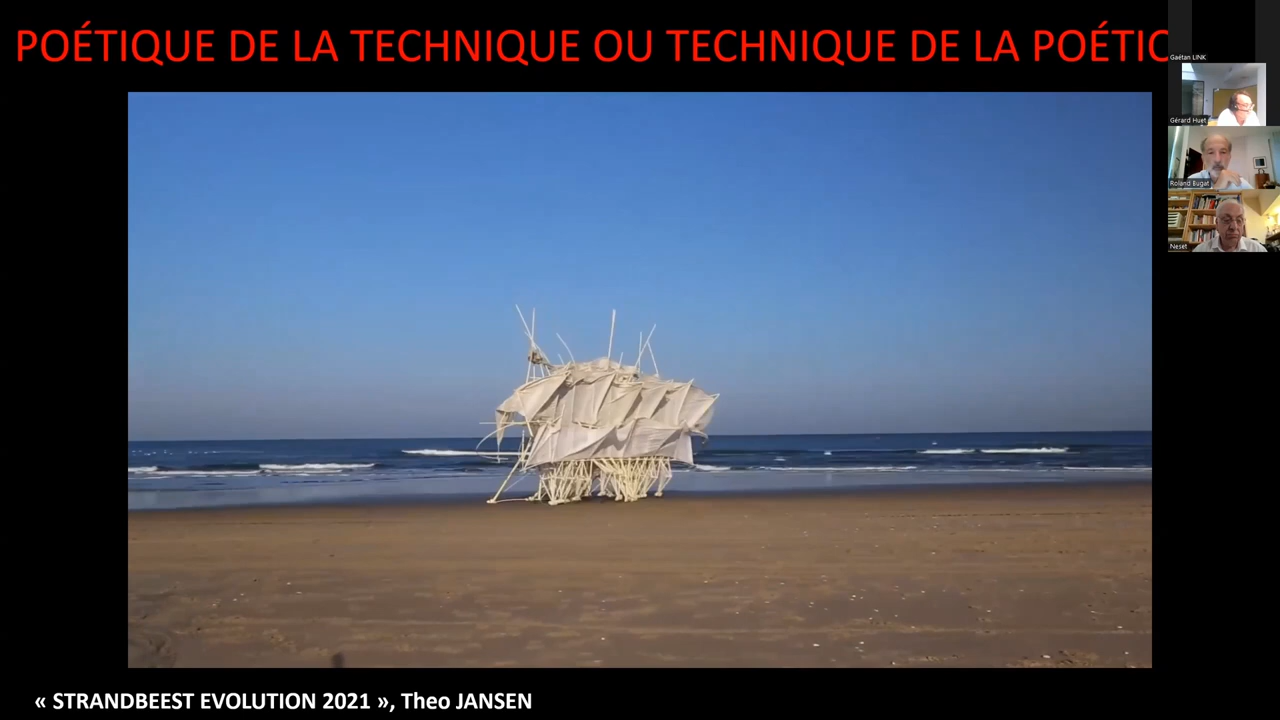 POÉTIQUE DE LA TECHNIQUE OU TECHNIQUE DE LA POÉTIC
Gaëtan LINK
Gérard Huet
Roland Bugat
Neset
« STRANDBEEST EVOLUTION 2021 », Theo JANSEN